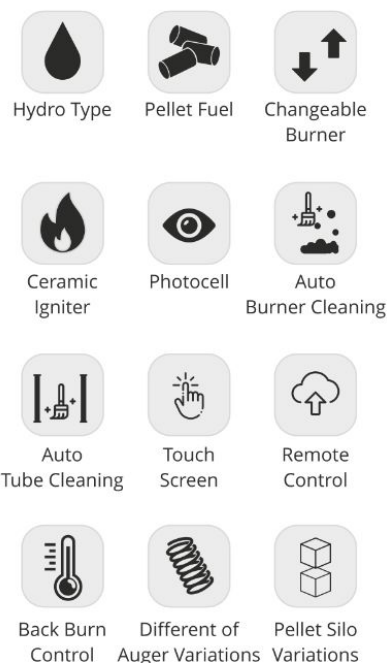 Hydro Type
Pellet Fuel
Changeable
Burner
Ceramic
Igniter
Photocell
Auto
Burner Cleaning
Auto
Tube Cleaning
Touch
Screen
Remote
Control
Back Burn
Control
Different of
Auger Variations
Pellet Silo
Variations